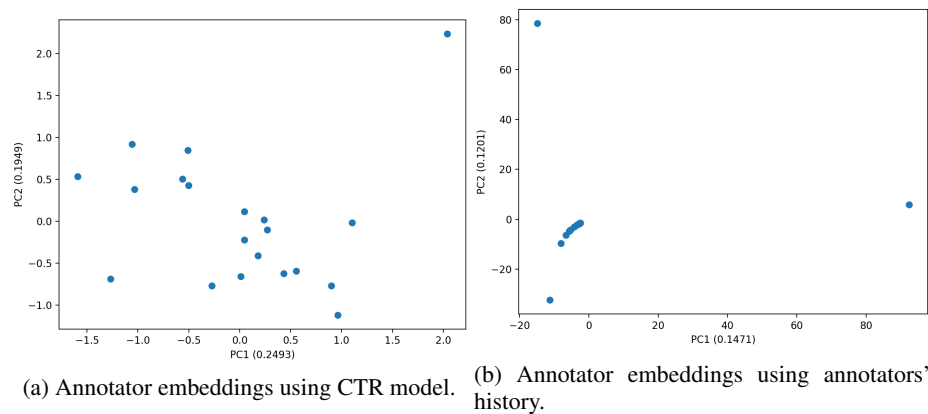 2.0
1.5
1.0
0.5
0.0
−0.5
−1.0
PC2 (0.1949)
−1.5 −1.0 −0.5 0.0 0.5 1.0 1.5 2.0
PC1 (0.2493)
(a) Annotator embeddings using CTR model.
80
60
40
20
0
−20
PC2 (0.1201)
−20 0 20 40 60 80
PC1 (0.1471)
(b) Annotator embeddings using annotators'
history.